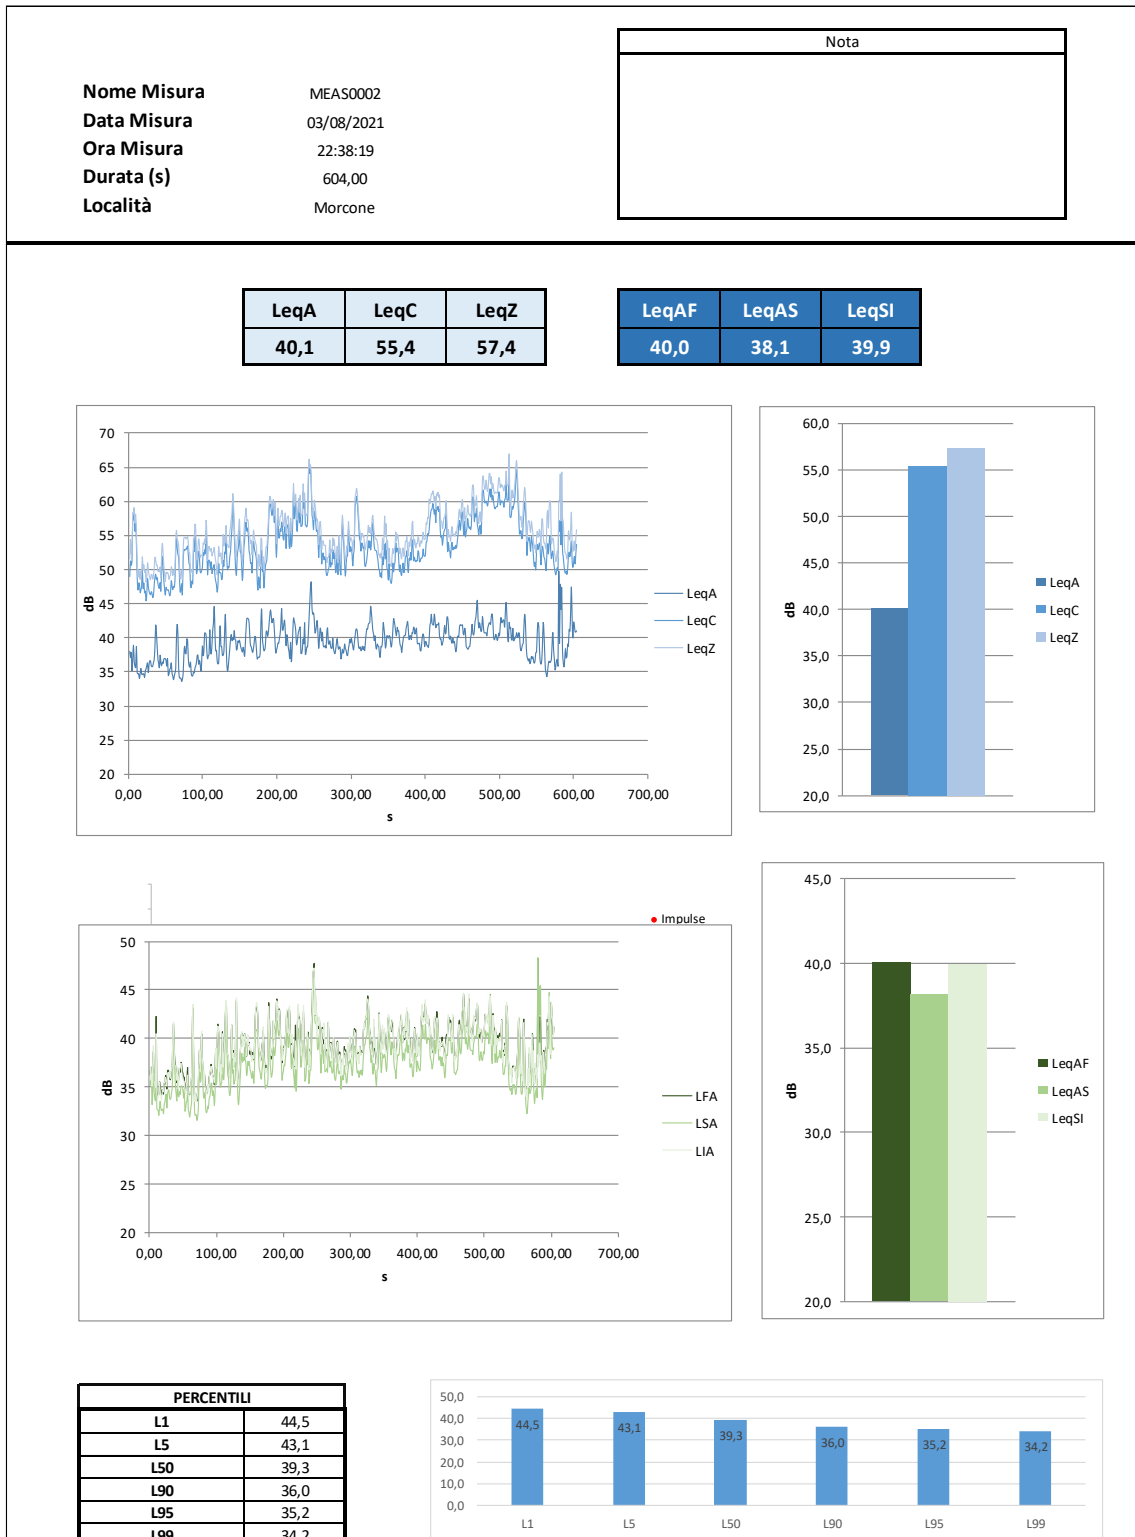 Nota
Nome Misura MEAS0002
Data Misura 03/08/2021
Ora Misura 22:38:19
Durata (s) 604,00
Località Morcone
LeqA LeqC LeqZ
40,1 55,4 57,4
LeqAF LeqAS LeqSI
40,0 38,1 39,9
70
65
60
55
50
45
40
35
30
25
20
dB
0,00 100,00 200,00 300,00 400,00 500,00 600,00 700,00
s
LeqA
LeqC
LeqZ
60,0
55,0
50,0
45,0
40,0
35,0
30,0
25,0
20,0
dB
LeqA
LeqC
LeqZ
Impulse
50
45
40
35
30
25
20
dB
0,00 100,00 200,00 300,00 400,00 500,00 600,00 700,00
s
LFA
LSA
LIA
45,0
40,0
35,0
30,0
25,0
20,0
dB
LeqAF
LeqAS
LeqSI
PERCENTILI
L1 44,5
L5 43,1
L50 39,3
L90 36,0
L95 35,2
L99 34,2
50,0
40,0
30,0
20,0
10,0
0,0
44,5 43,1 39,3 36,0 35,2 34,2
L1 L5 L50 L90 L95 L99